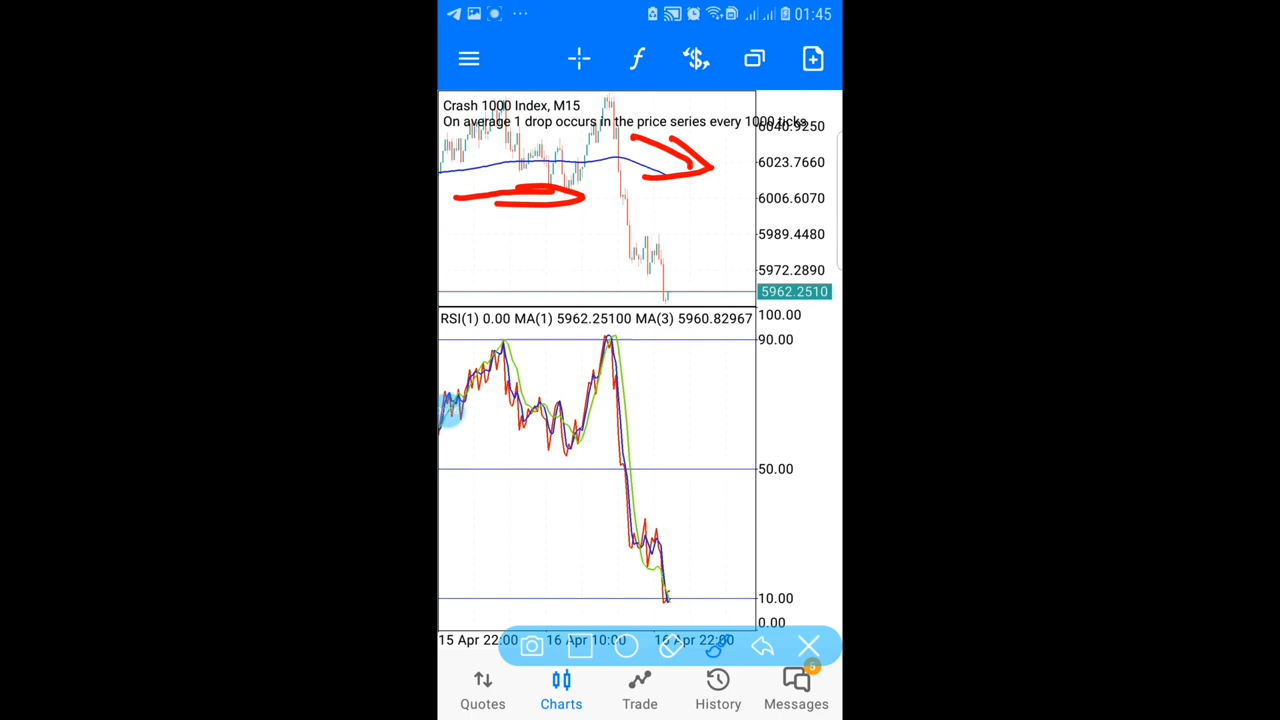 01:45
Crash 1000 Index, M15
On average 1 drop occurs in the price series every 1000 ticks
6040.9250
6023.7660
6006.6070
5989.4480
5972.2890
5962.2510
RSI(1) 0.00 MA(1) 5962.25100 MA(3) 5960.82967
100.00
90.00
50.00
10.00
0.00
15 Apr 22:00 16 Apr 10:00 16 Apr 22:00
5
Quotes Charts Trade History Messages